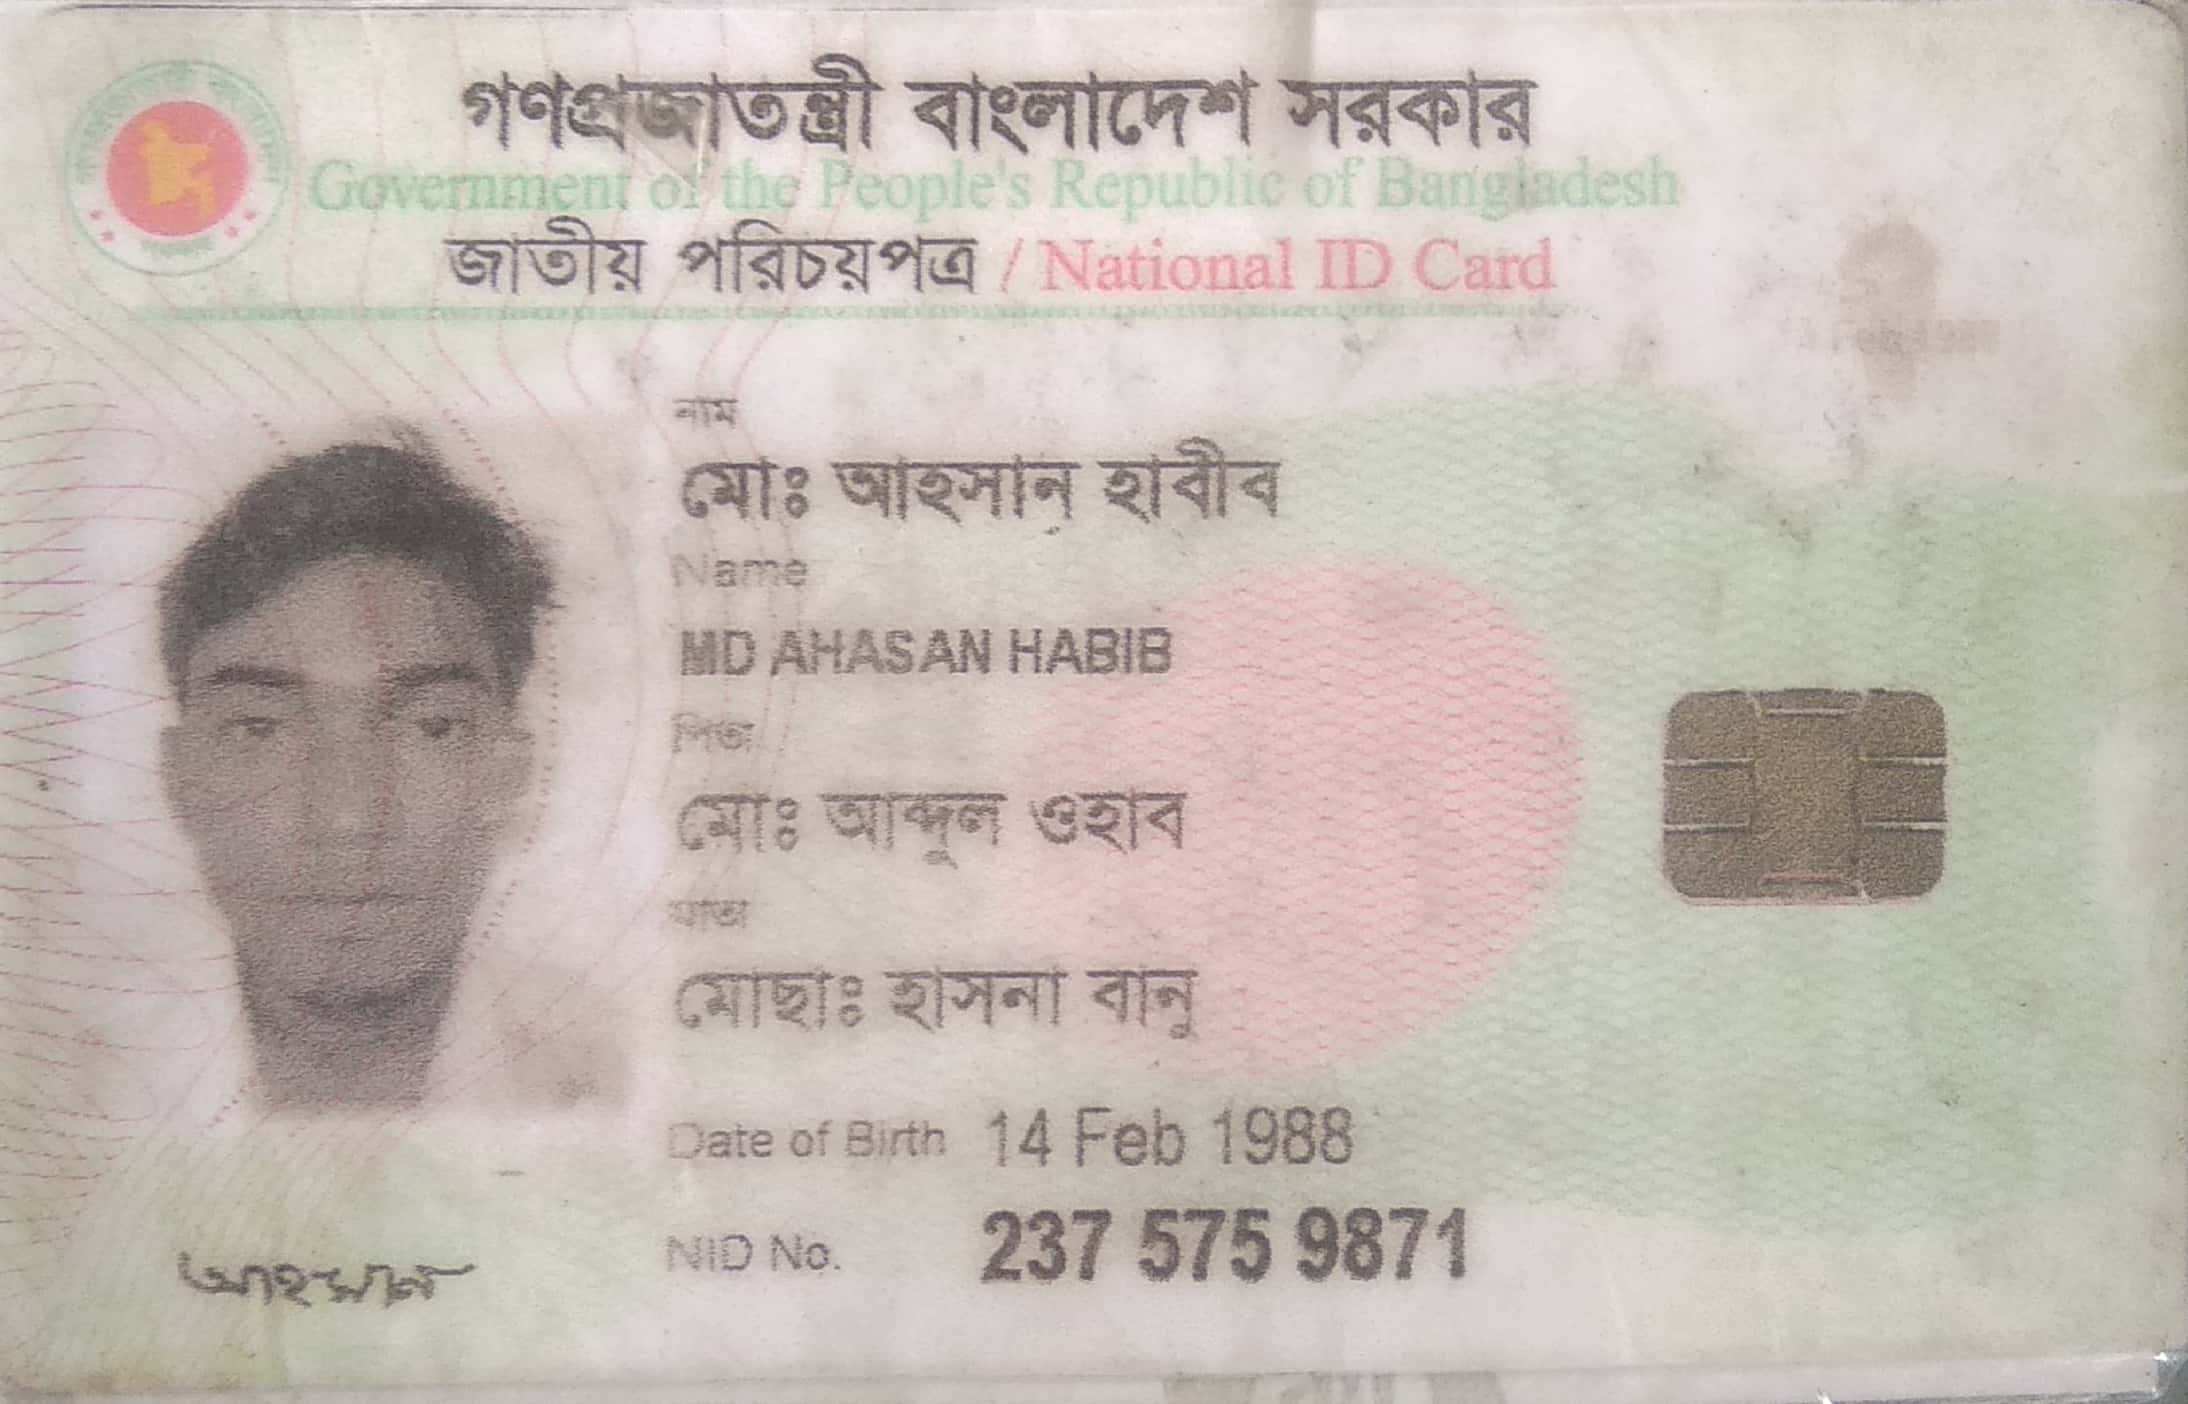 গণপ্রজাতন্ত্রী বাংলাদেশ সরকার
Government of the People's Republic of Bangladesh
জাতীয় পরিচয়পত্র / National ID Card
নাম
মোঃ আহসান হাবীব
Name
MD AHASAN HABIB
পিতা
মোঃ আব্দুল ওহাব
মাতা
মোছাঃ হাসনা বানু
Date of Birth 14 Feb 1988
NID No. 237 575 9871
আহসান